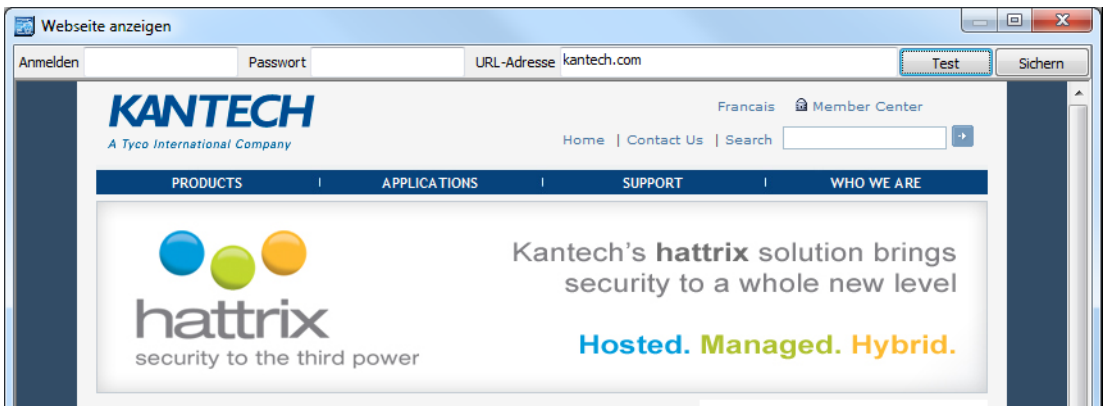 Webseite anzeigen
Anmelden Passwort URL-Adresse kantech.com Test Sichern
KANTECH
A Tyco International Company
Francais Member Center
Home | Contact Us | Search
PRODUCTS | APPLICATIONS | SUPPORT | WHO WE ARE
hattrix
security to the third power
Kantech's hattrix solution brings
security to a whole new level
Hosted. Managed. Hybrid.